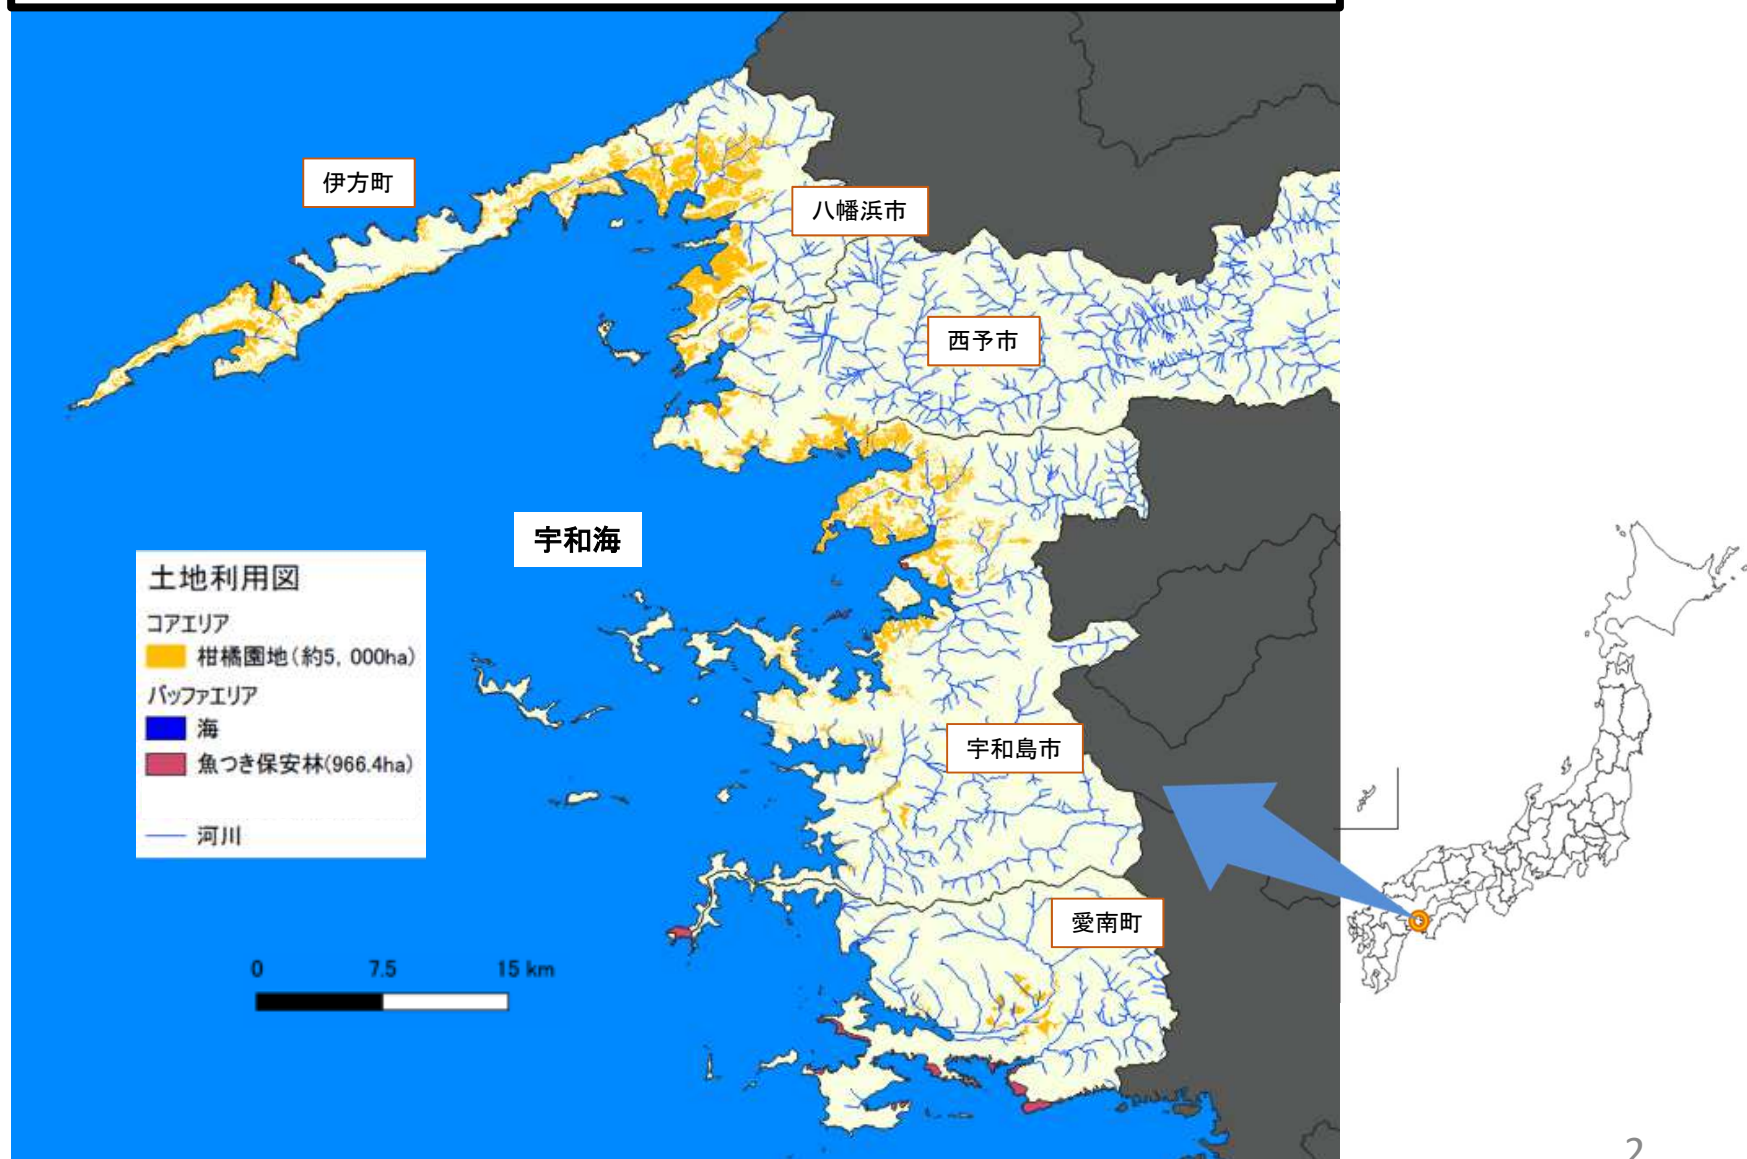 伊方町
八幡浜市
西予市
宇和海
土地利用図
コアエリア
柑橘園地(約5,000ha)
バッファエリア
海
魚つき保安林(966.4ha)
河川
宇和島市
愛南町
0 7.5 15 km
2